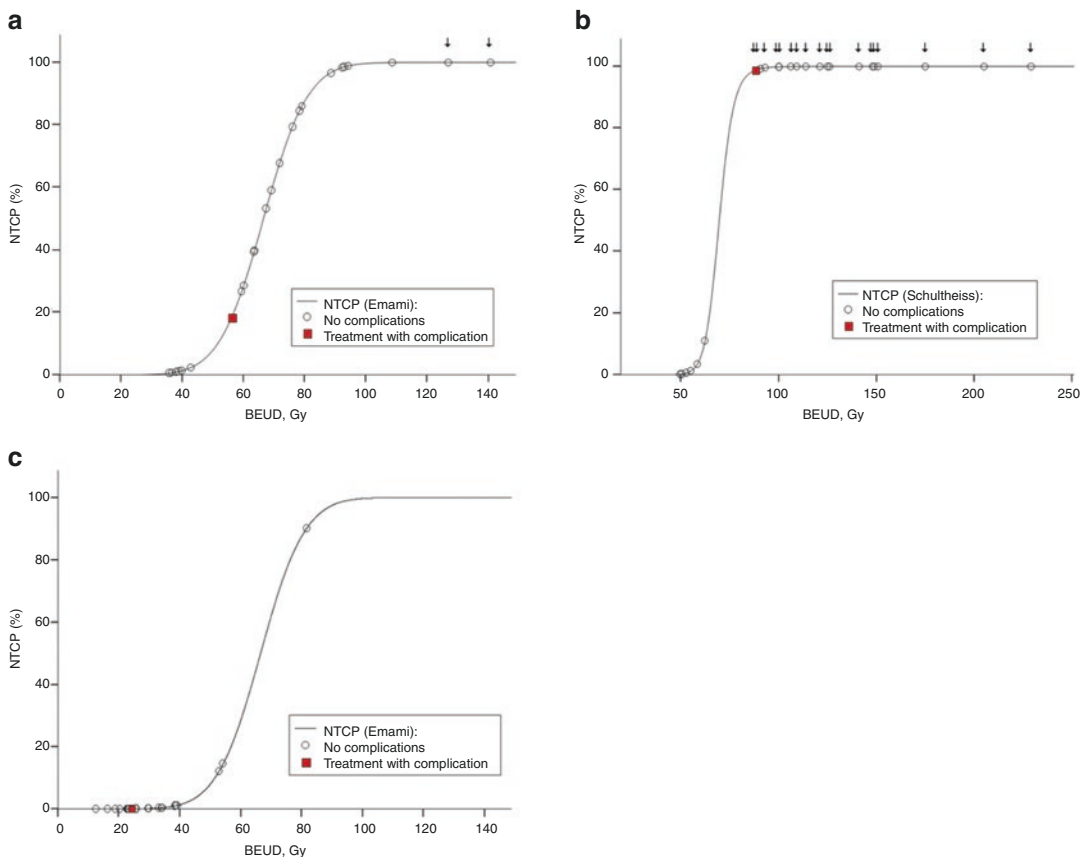 a
100
80
60
40
20
0
NTCP (%)
0 20 40 60 80 100 120 140
BEUD, Gy
NTCP (Emami):
No complications
Treatment with complication
b
100
80
60
40
20
0
NTCP (%)
50 100 150 200 250
BEUD, Gy
NTCP (Schultheiss):
No complications
Treatment with complication
c
100
80
60
40
20
0
NTCP (%)
0 20 40 60 80 100 120 140
BEUD, Gy
NTCP (Emami):
No complications
Treatment with complication